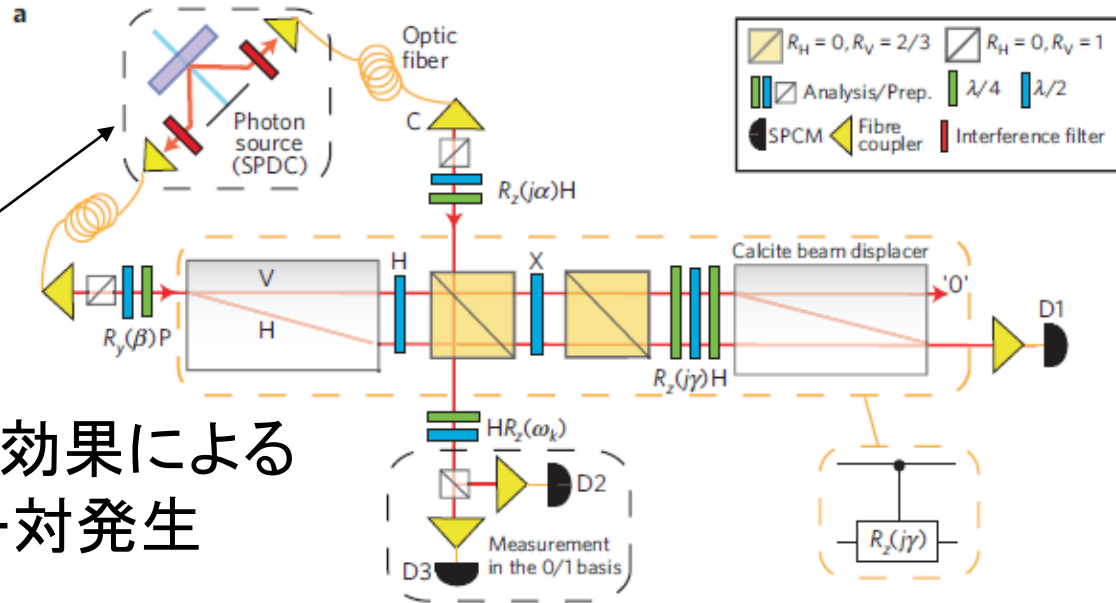 a
Optic
fiber
Photon
source
(SPDC)
C
R_z(jα)H
R_H = 0, R_V = 2/3
R_H = 0, R_V = 1
Analysis/Prep.
λ/4
λ/2
SPCM
Fibre
coupler
Interference filter
Calcite beam displacer
V
H
H
X
'0'
D1
R_y(β)P
R_z(jγ)H
HR_z(ω_k)
効果による
対発生
D2
D3
Measurement
in the 0/1 basis
R_z(jγ)